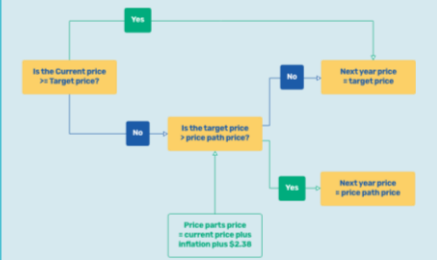 Yes
Is the Current price
>= Target price?
No
Next year price
= target price
No
Is the target price
> price path price?
Yes
Next year price
= price path price
Price parts price
= current price plus
inflation plus $2.38